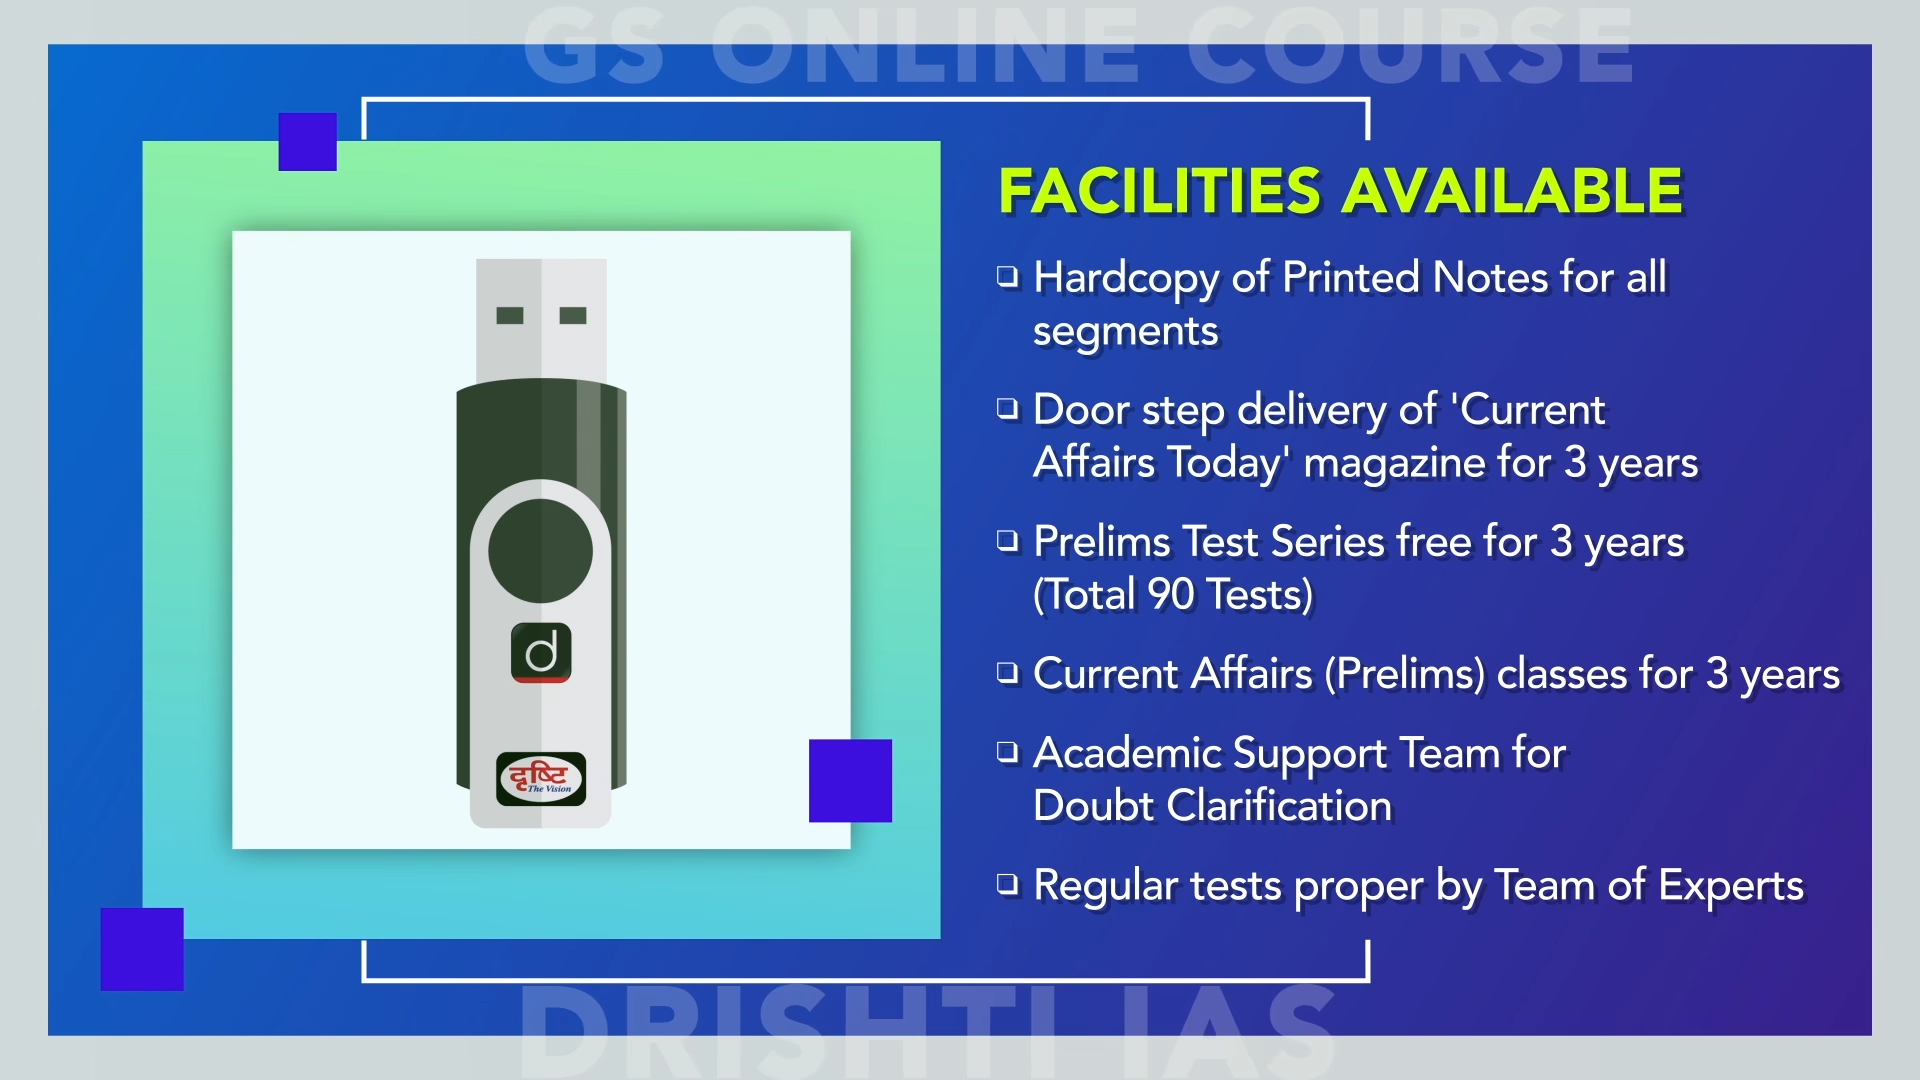 GS ONLINE COURSE
FACILITIES AVAILABLE
❏ Hardcopy of Printed Notes for all
segments
❏ Door step delivery of 'Current
Affairs Today' magazine for 3 years
❏ Prelims Test Series free for 3 years
(Total 90 Tests)
❏ Current Affairs (Prelims) classes for 3 years
❏ Academic Support Team for
Doubt Clarification
❏ Regular tests proper by Team of Experts
d
दृष्टि
The Vision
DRISHTI IAS